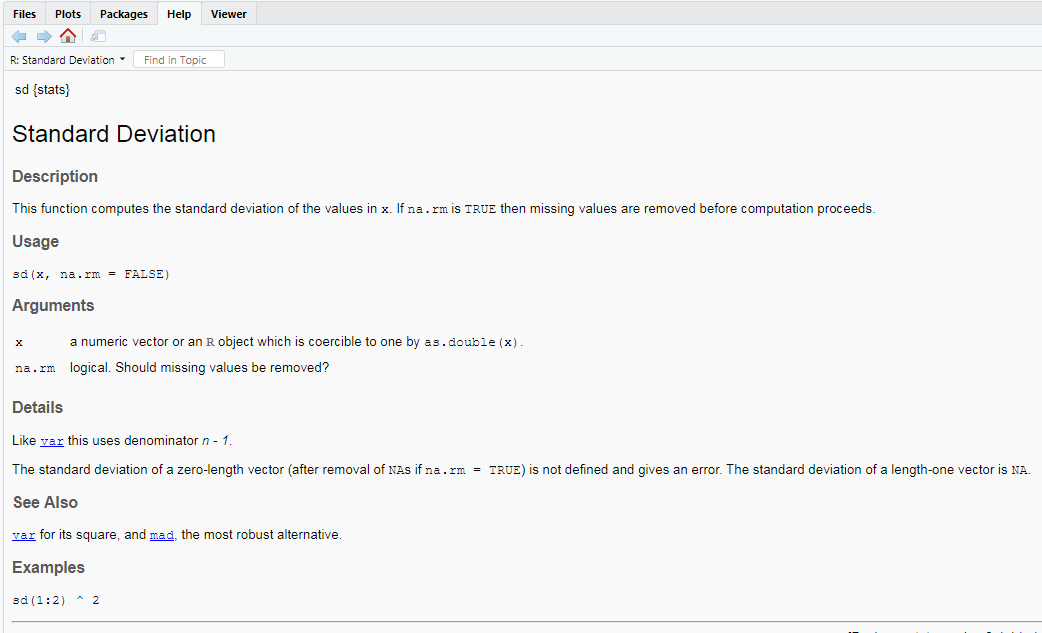 Files Plots Packages Help Viewer
R: Standard Deviation Find in Topic
sd {stats}
Standard Deviation
Description
This function computes the standard deviation of the values in x. If na.rm is TRUE then missing values are removed before computation proceeds.
Usage
sd(x, na.rm = FALSE)
Arguments
x a numeric vector or an R object which is coercible to one by as.double(x).
na.rm logical. Should missing values be removed?
Details
Like var this uses denominator n - 1.
The standard deviation of a zero-length vector (after removal of NAs if na.rm = TRUE) is not defined and gives an error. The standard deviation of a length-one vector is NA.
See Also
var for its square, and mad, the most robust alternative.
Examples
sd(1:2) ^ 2